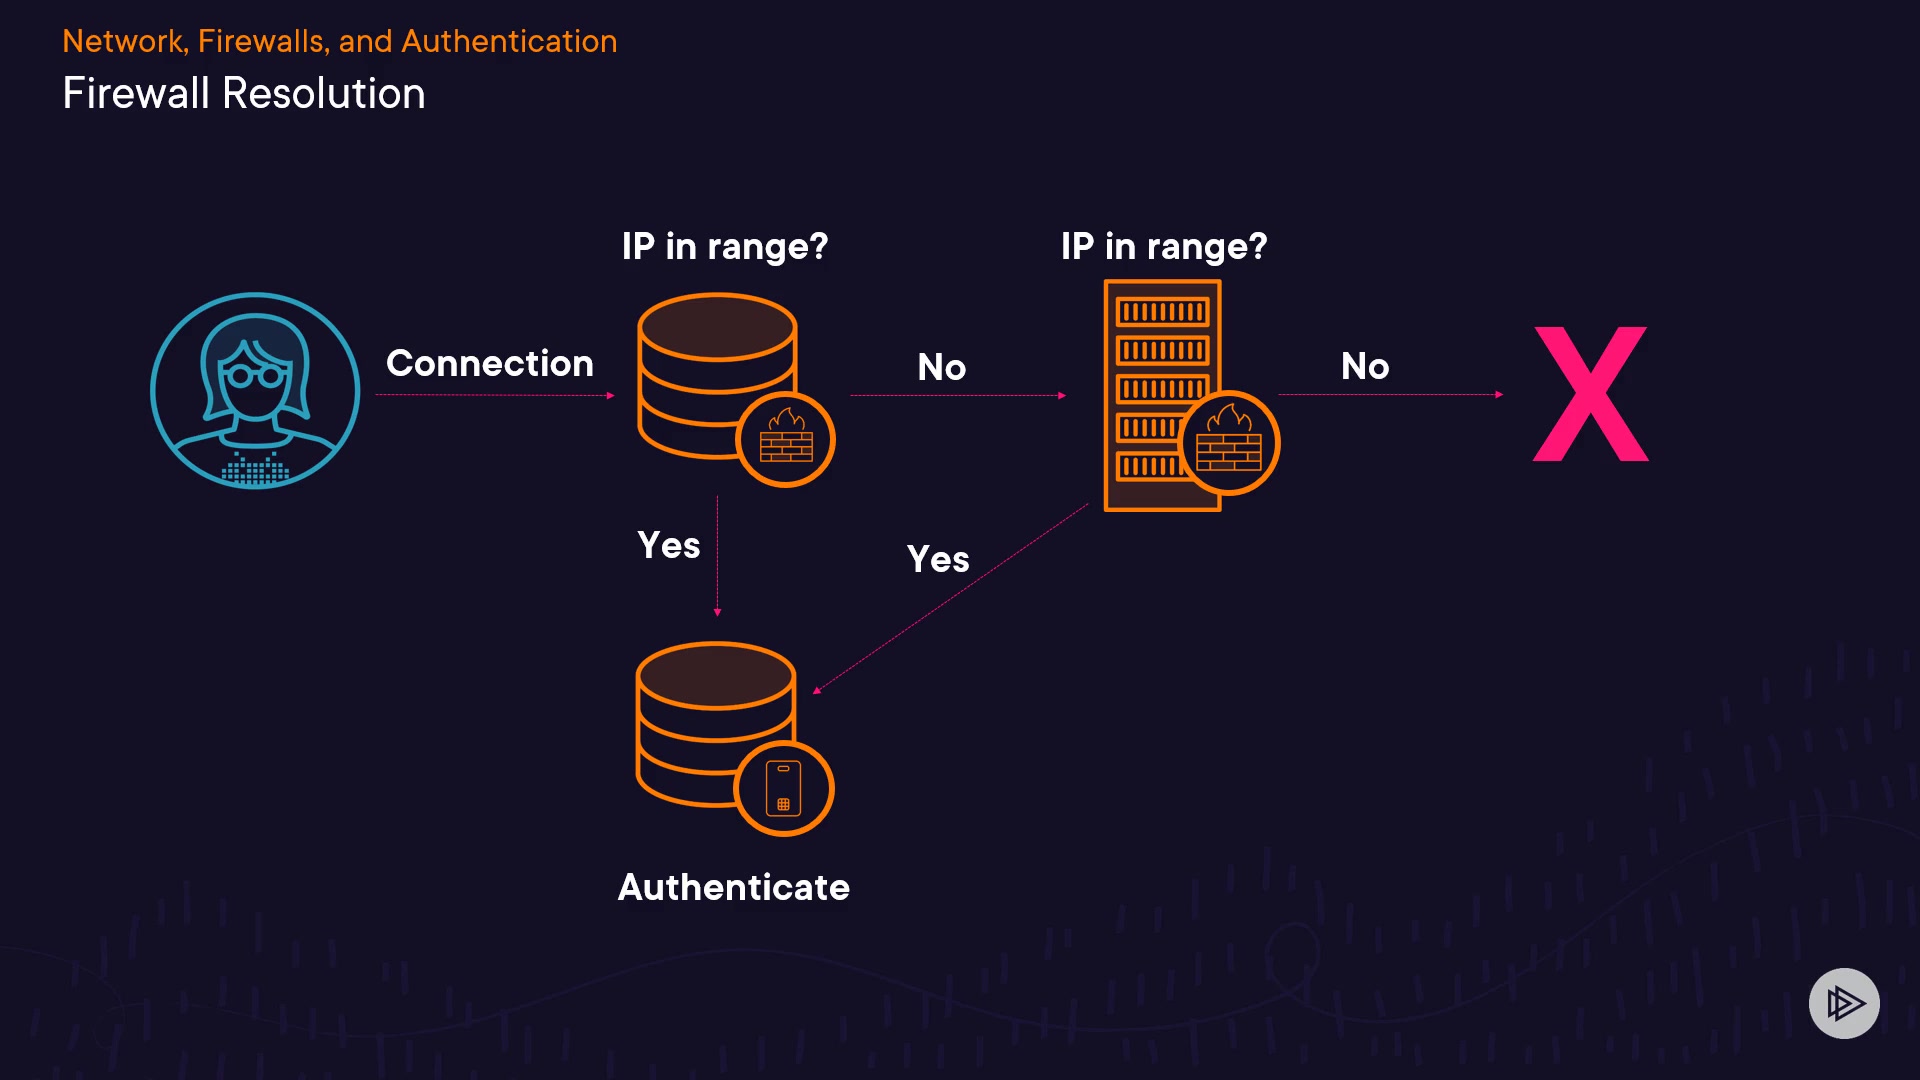 Network, Firewalls, and Authentication
Firewall Resolution
IP in range?
IP in range?
Connection
No
No
X
Yes
Yes
Authenticate